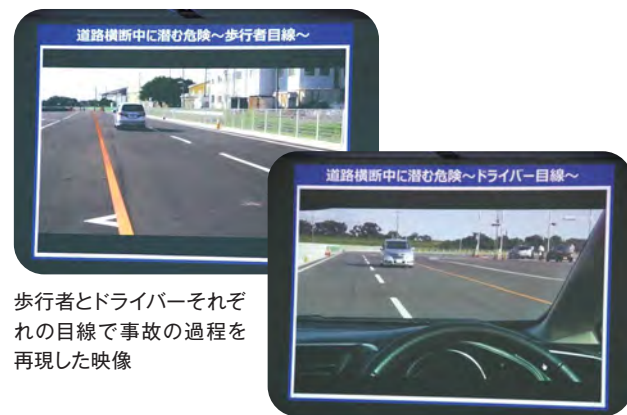 道路横断中に潜む危険～歩行者目線～
道路横断中に潜む危険～ドライバー目線～
歩行者とドライバーそれぞ
れの目線で事故の過程を
再現した映像